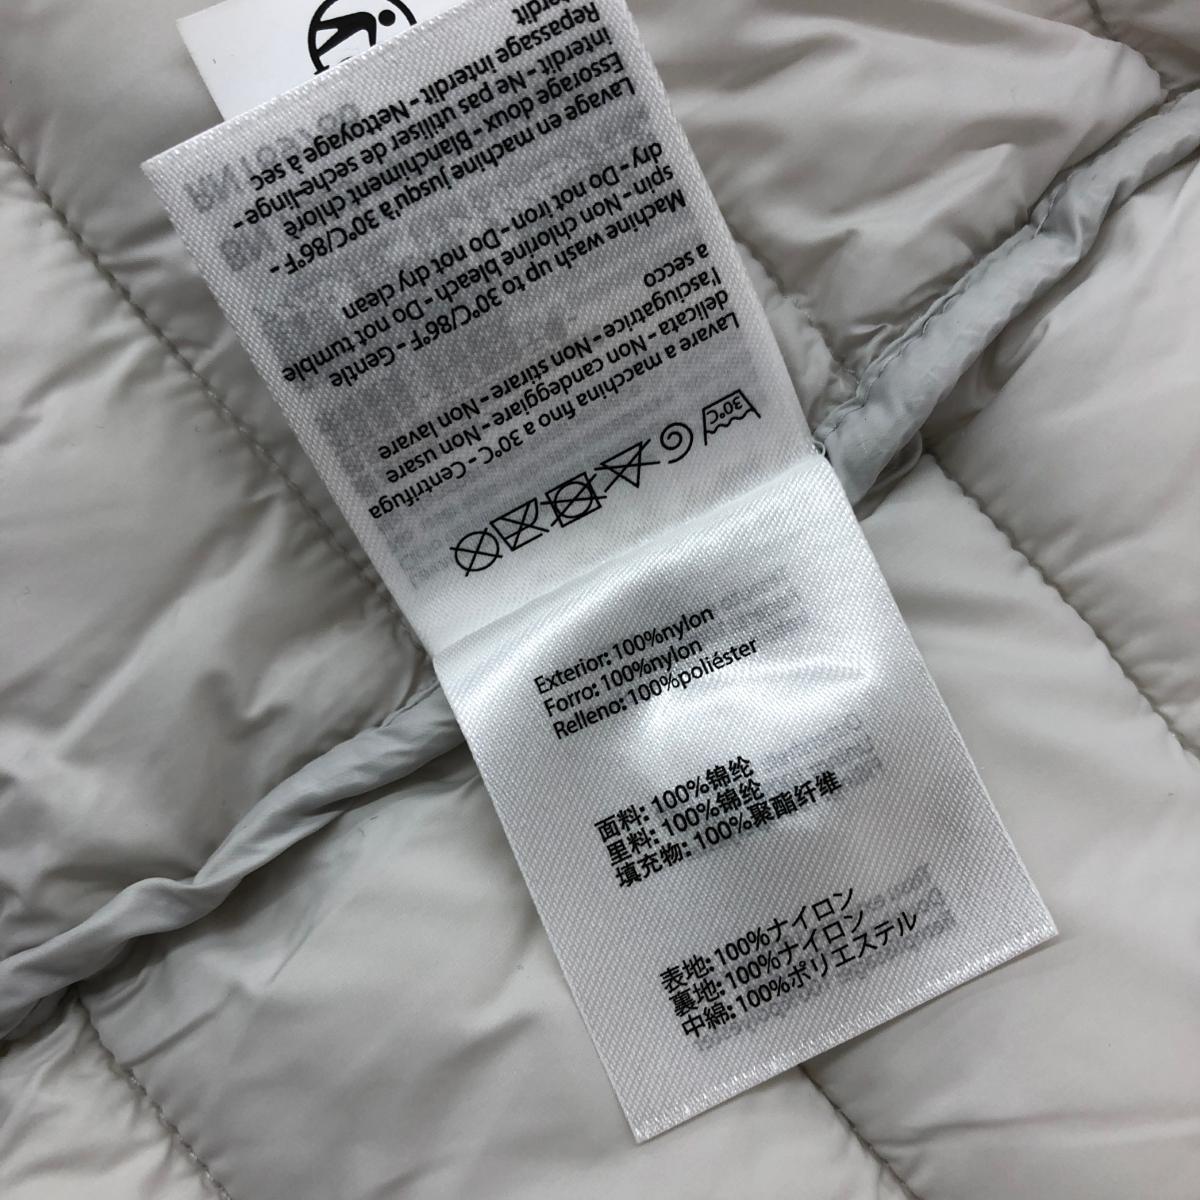 Exterior: 100%nylon
Forro: 100%nylon
Relleno: 100%poliéster
面料: 100%锦纶
里料: 100%锦纶
填充物: 100%聚酯纤维
表地: 100%ナイロン
裏地: 100%ナイロン
中綿: 100%ポリエステル
30°C
Lavare a macchina fino a 30°C - Centrifuga
delicata - Non candeggiare - Non usare
l'asciugatrice - Non stirare - Non lavare
a secco
Machine wash up to 30°C/86°F - Gentle
spin - Non chlorine bleach - Do not tumble
dry - Do not iron - Do not dry clean
Lavage en machine jusqu'à 30°C/86°F -
Essorage doux - Blanchiment chloré
interdit - Ne pas utiliser de sèche-linge -
Repassage interdit - Nettoyage à sec
interdit